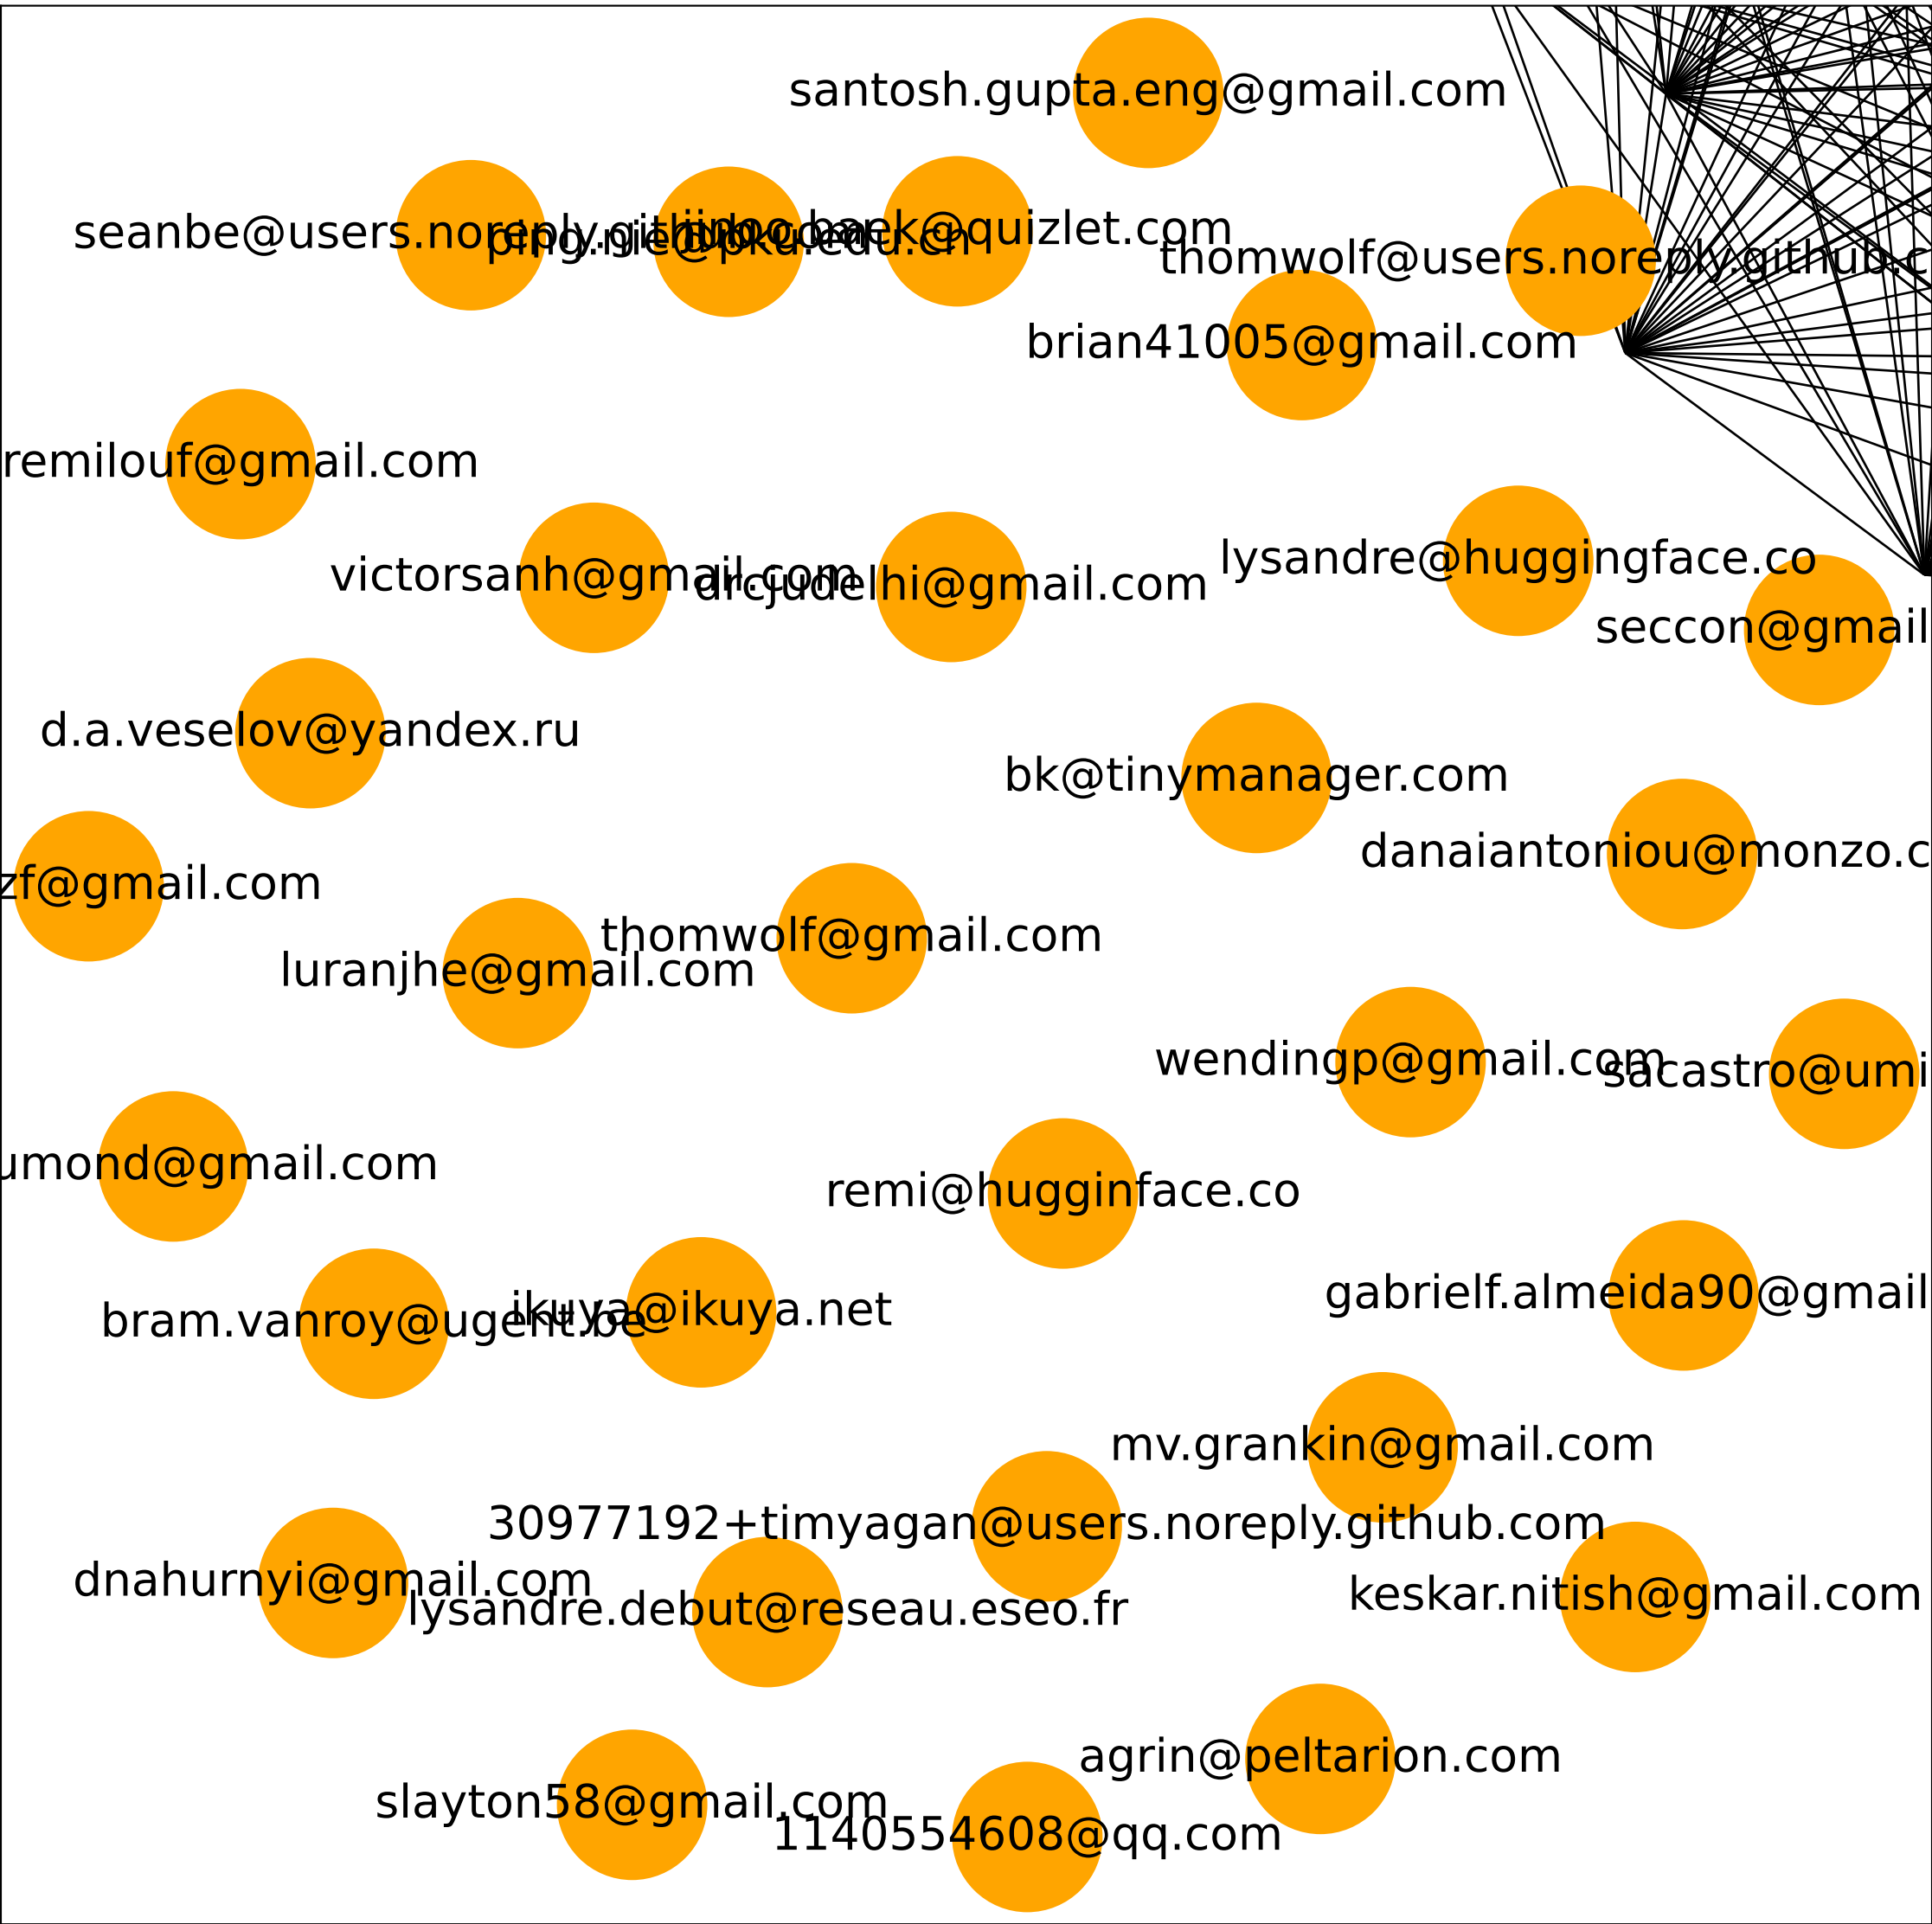 santosh.gupta.eng@gmail.com
seanbe@users.noreply.github.com
ping.nie@pku.edu.cn
jinoo.baek@quizlet.com
thomwolf@users.noreply.github.c
brian41005@gmail.com
remilouf@gmail.com
victorsanh@gmail.com
drcjudelhi@gmail.com
lysandre@huggingface.co
seccon@gmail
d.a.veselov@yandex.ru
bk@tinymanager.com
danaiantoniou@monzo.c
zf@gmail.com
thomwolf@gmail.com
luranjhe@gmail.com
wendingp@gmail.com
sacastro@umi
umond@gmail.com
remi@hugginface.co
gabrielf.almeida90@gmail
bram.vanroy@ugent.be
ikuya@ikuya.net
mv.grankin@gmail.com
30977192+timyagan@users.noreply.github.com
dnahurnyi@gmail.com
lysandre.debut@reseau.eseo.fr
keskar.nitish@gmail.com
agrin@peltarion.com
slayton58@gmail.com
1140554608@qq.com